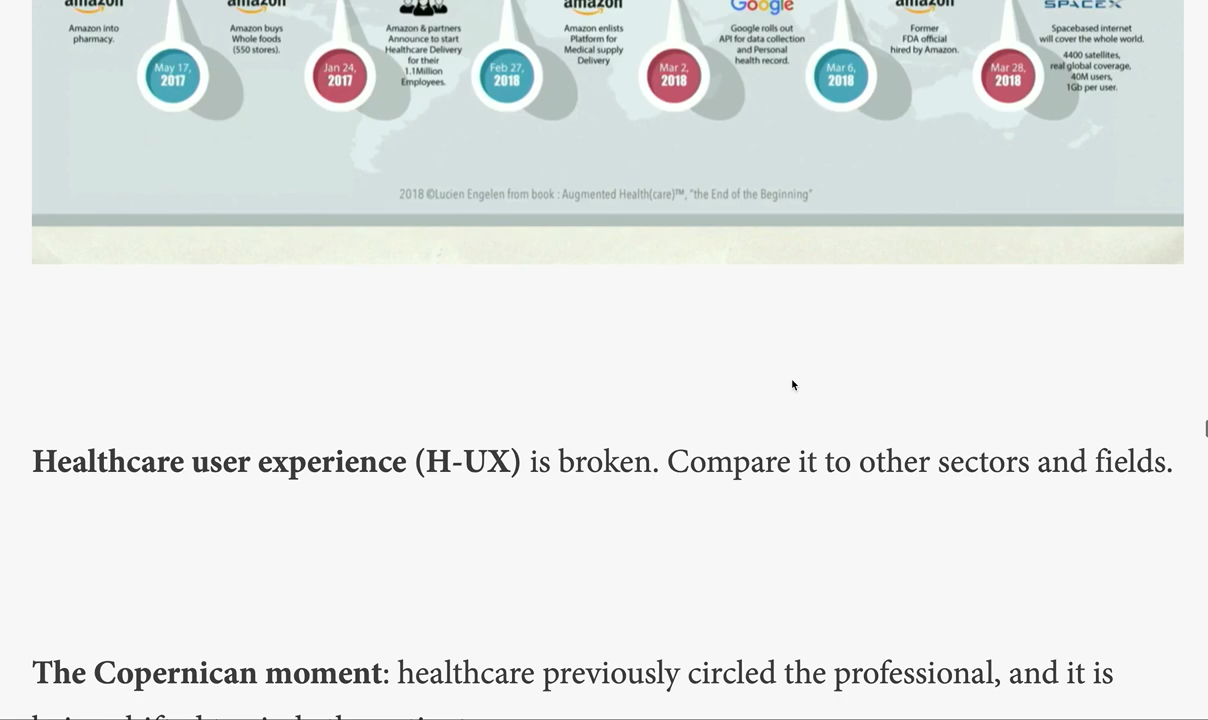 amazon
amazon
amazon
Google
amazon
SPACEX
Amazon into
pharmacy.
Amazon buys
Whole foods
(550 stores).
Amazon & partners
Announce to start
Healthcare Delivery
for their
1.1Million
Employees.
Amazon enlists
Platform for
Medical supply
Delivery
Google rolls out
API for data collection
and Personal
health record.
Former
FDA official
hired by Amazon.
Spacebased internet
will cover the whole world.
4400 satellites,
real global coverage,
40M users,
1Gb per user.
May 17,
2017
Jan 24,
2017
Feb 27,
2018
Mar 2,
2018
Mar 6,
2018
Mar 28,
2018
2018 ©Lucien Engelen from book : Augmented Health(care)™, "the End of the Beginning"
Healthcare user experience (H-UX) is broken. Compare it to other sectors and fields.
The Copernican moment: healthcare previously circled the professional, and it is